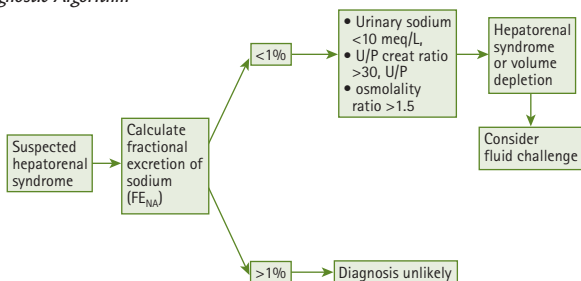 Algorithm
Suspected
hepatorenal
syndrome
Calculate
fractional
excretion of
sodium
(FENA)
<1%
• Urinary sodium
<10 meq/L,
• U/P creat ratio
>30, U/P
• osmolality
ratio >1.5
Hepatorenal
syndrome
or volume
depletion
Consider
fluid challenge
>1%
Diagnosis unlikely